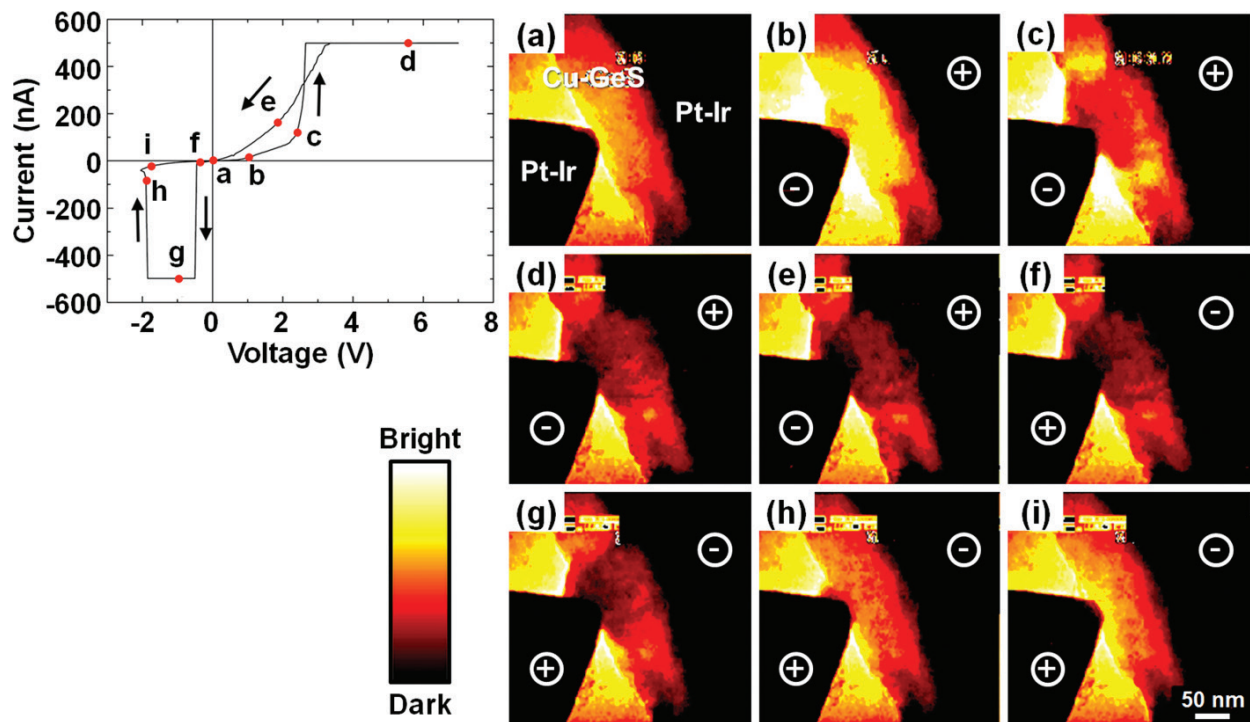 600
400
200
0
-200
-400
-600
Current (nA)
-2
0
2
4
6
8
Voltage (V)
a
b
c
d
e
f
g
h
i
Bright
Dark
(a)
Cu-GeS
Pt-Ir
Pt-Ir
(b)
+
-
(c)
+
-
(d)
+
-
(e)
+
-
(f)
-
+
(g)
-
+
(h)
-
+
(i)
-
+
50 nm